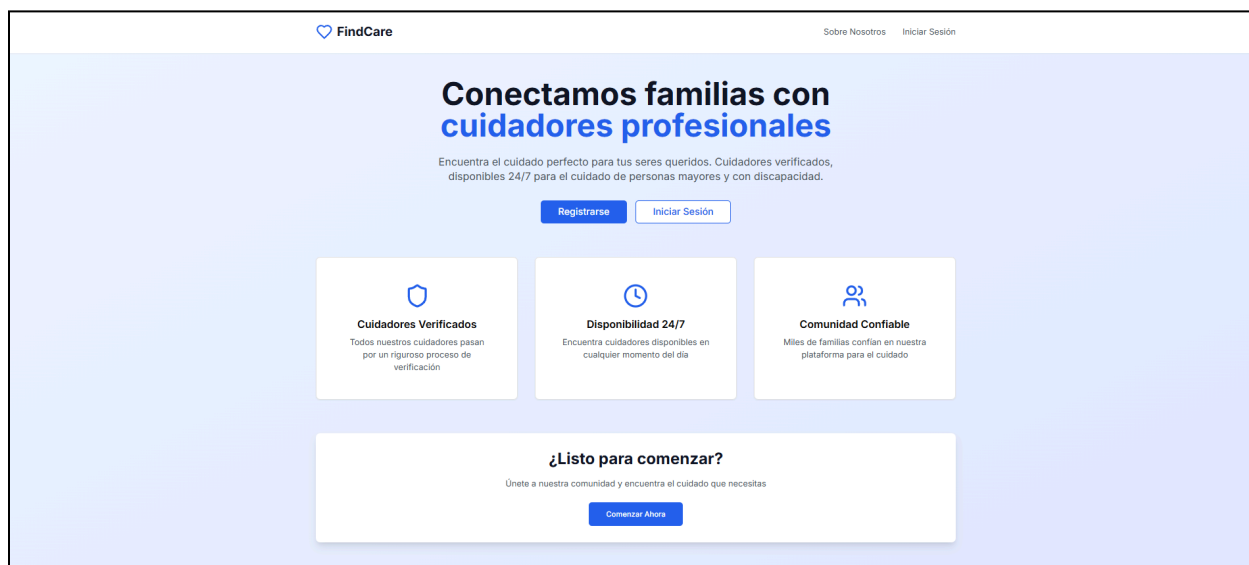 FindCare
Sobre Nosotros
Iniciar Sesión
Conectamos familias con
cuidadores profesionales
Encuentra el cuidado perfecto para tus seres queridos. Cuidadores verificados,
disponibles 24/7 para el cuidado de personas mayores y con discapacidad.
Registrarse
Iniciar Sesión
Cuidadores Verificados
Todos nuestros cuidadores pasan
por un riguroso proceso de
verificación
Disponibilidad 24/7
Encuentra cuidadores disponibles en
cualquier momento del día
Comunidad Confiable
Miles de familias confían en nuestra
plataforma para el cuidado
¿Listo para comenzar?
Únete a nuestra comunidad y encuentra el cuidado que necesitas
Comenzar Ahora